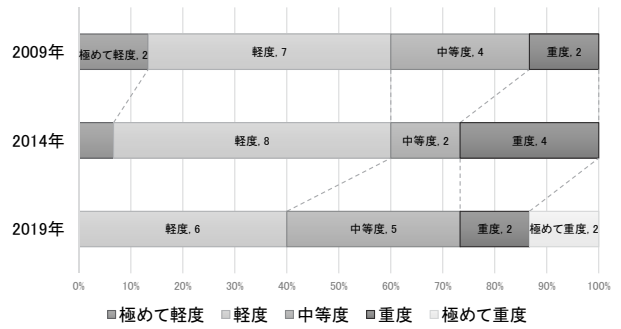 2009年 極めて軽度, 2 軽度, 7 中等度, 4 重度, 2
2014年 軽度, 8 中等度, 2 重度, 4
2019年 軽度, 6 中等度, 5 重度, 2 極めて重度, 2
0% 10% 20% 30% 40% 50% 60% 70% 80% 90% 100%
極めて軽度 軽度 中等度 重度 極めて重度